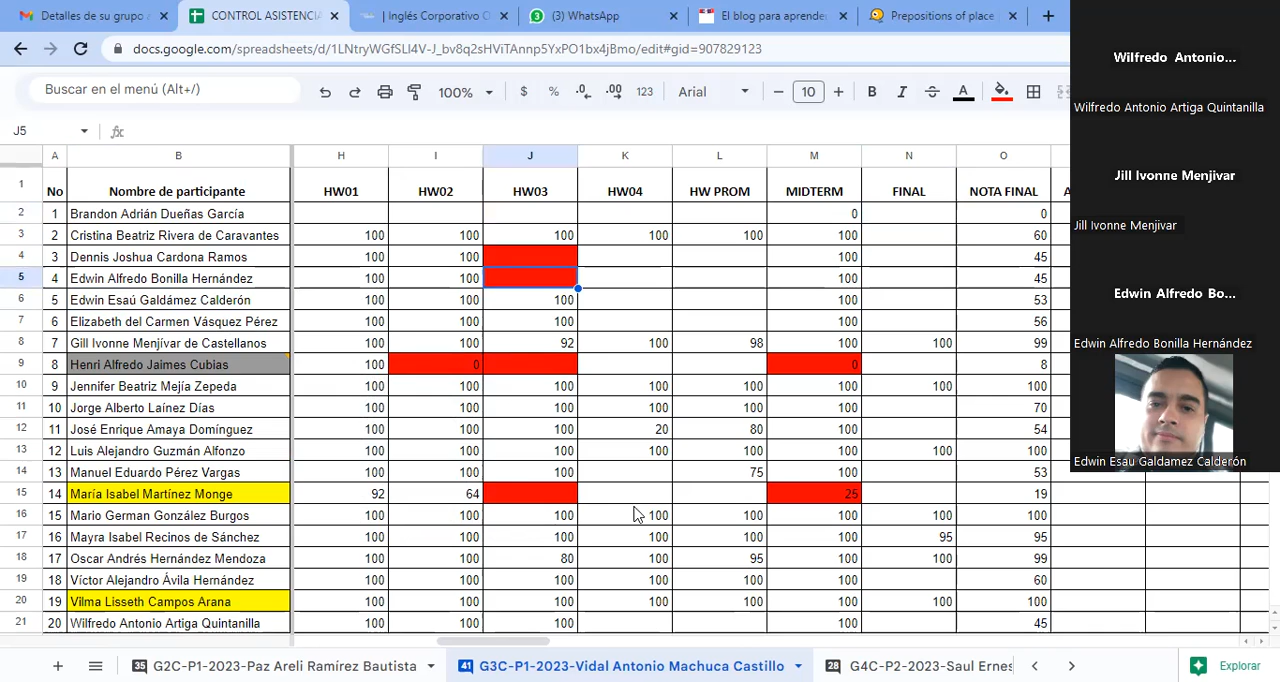 Detalles de su grupo
CONTROL ASISTENCIA
Inglés Corporativo C
(3) WhatsApp
El blog para aprende
Prepositions of place
docs.google.com/spreadsheets/d/1LNtryWGfSLI4V-J_bv8q2sHViTAnnp5YxPO1bx4jBmo/edit#gid=907829123
Buscar en el menú (Alt+/)
100% $ % .0 .00 123 Arial 10 B I A
J5
A B H I J K L M N O
1 No Nombre de participante HW01 HW02 HW03 HW04 HW PROM MIDTERM FINAL NOTA FINAL
2 1 Brandon Adrián Dueñas García 0 0
3 2 Cristina Beatriz Rivera de Caravantes 100 100 100 100 100 100 60
4 3 Dennis Joshua Cardona Ramos 100 100 100 45
5 4 Edwin Alfredo Bonilla Hernández 100 100 100 45
6 5 Edwin Esaú Galdámez Calderón 100 100 100 100 53
7 6 Elizabeth del Carmen Vásquez Pérez 100 100 100 100 56
8 7 Gill Ivonne Menjívar de Castellanos 100 100 92 100 98 100 100 99
9 8 Henri Alfredo Jaimes Cubias 100 0 0 8
10 9 Jennifer Beatriz Mejía Zepeda 100 100 100 100 100 100 100 100
11 10 Jorge Alberto Laínez Días 100 100 100 100 100 100 70
12 11 José Enrique Amaya Domínguez 100 100 100 20 80 100 54
13 12 Luis Alejandro Guzmán Alfonzo 100 100 100 100 100 100 100 100
14 13 Manuel Eduardo Pérez Vargas 100 100 100 75 100 53
15 14 María Isabel Martínez Monge 92 64 25 19
16 15 Mario German González Burgos 100 100 100 100 100 100 100 100
17 16 Mayra Isabel Recinos de Sánchez 100 100 100 100 100 100 95 95
18 17 Oscar Andrés Hernández Mendoza 100 100 80 100 95 100 100 99
19 18 Víctor Alejandro Ávila Hernández 100 100 100 100 100 100 60
20 19 Vilma Lisseth Campos Arana 100 100 100 100 100 100 100 100
21 20 Wilfredo Antonio Artiga Quintanilla 100 100 100 100 45
35 G2C-P1-2023-Paz Areli Ramírez Bautista
41 G3C-P1-2023-Vidal Antonio Machuca Castillo
28 G4C-P2-2023-Saul Ernes
Explorar
Wilfredo Antonio...
Wilfredo Antonio Artiga Quintanilla
Jill Ivonne Menjivar
Jill Ivonne Menjivar
Edwin Alfredo Bo...
Edwin Alfredo Bonilla Hernández
Edwin Esau Galdamez Calderón